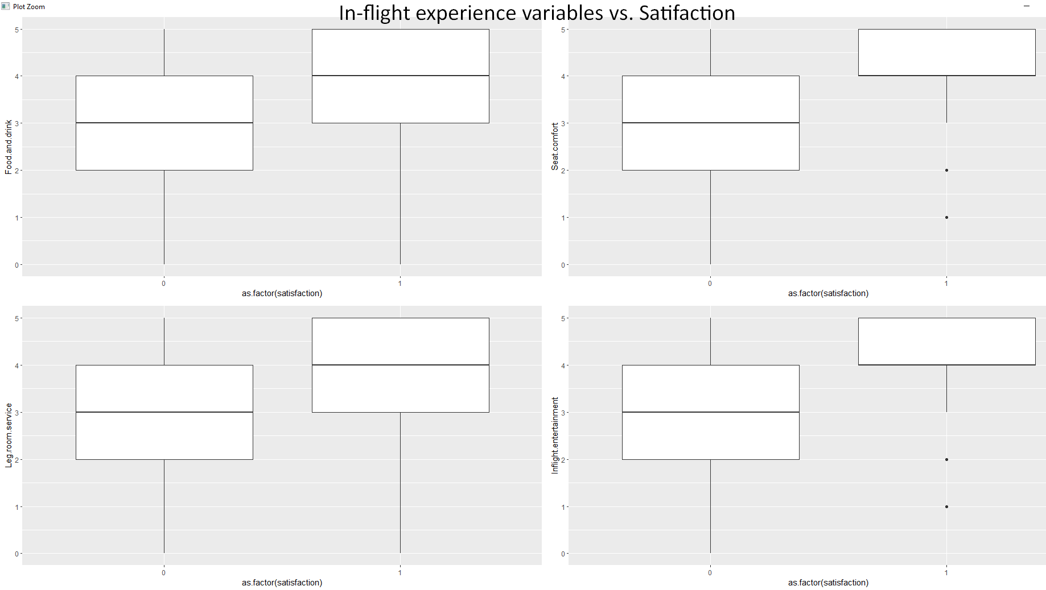 Plot Zoom
In-flight experience variables vs. Satifaction
5
4
3
2
1
0
Food.and.drink
0 1
as.factor(satisfaction)
5
4
3
2
1
0
Seat.comfort
0 1
as.factor(satisfaction)
5
4
3
2
1
0
Leg.room.service
0 1
as.factor(satisfaction)
5
4
3
2
1
0
Inflight.entertainment
0 1
as.factor(satisfaction)